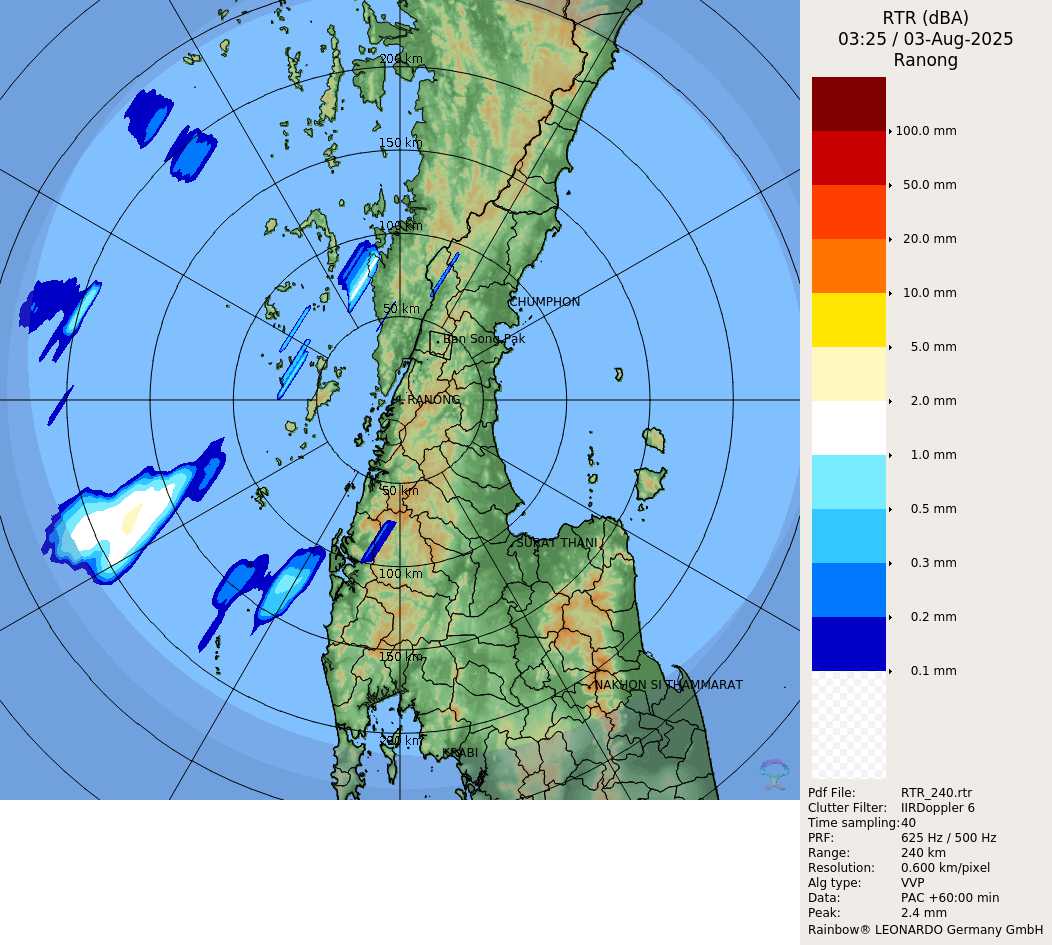 RTR (dBA)
03:25 / 03-Aug-2025
Ranong
200 km
150 km
100 km
50 km
CHUMPHON
Ban Song Pak
RANONG
50 km
SURAT THANI
100 km
150 km
NAKHON SI THAMMARAT
200 km
KRABI
100.0 mm
50.0 mm
20.0 mm
10.0 mm
5.0 mm
2.0 mm
1.0 mm
0.5 mm
0.3 mm
0.2 mm
0.1 mm
Pdf File: RTR_240.rtr
Clutter Filter: IIRDoppler 6
Time sampling:40
PRF: 625 Hz / 500 Hz
Range: 240 km
Resolution: 0.600 km/pixel
Alg type: VVP
Data: PAC +60:00 min
Peak: 2.4 mm
Rainbow® LEONARDO Germany GmbH